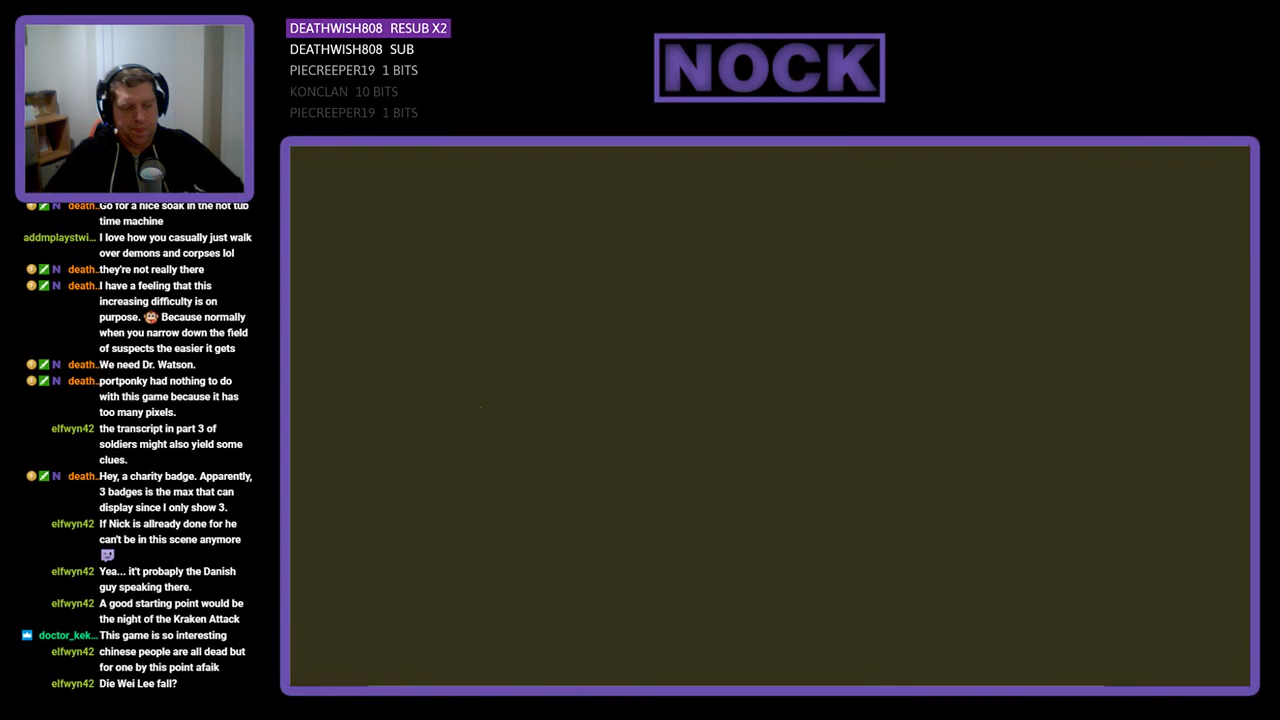 DEATHWISH808 RESUB X2
DEATHWISH808 SUB
PIECREEPER19 1 BITS
KONCLAN 10 BITS
PIECREEPER19 1 BITS
NOCK
death..Go for a nice soak in the hot tub
time machine
addmplaystwi... I love how you casually just walk
over demons and corpses lol
N death..they're not really there
N death..I have a feeling that this
increasing difficulty is on
purpose. Because normally
when you narrow down the field
of suspects the easier it gets
N death..We need Dr. Watson.
N death..portponky had nothing to do
with this game because it has
too many pixels.
elfwyn42 the transcript in part 3 of
soldiers might also yield some
clues.
N death..Hey, a charity badge. Apparently,
3 badges is the max that can
display since I only show 3.
elfwyn42 If Nick is allready done for he
can't be in this scene anymore
elfwyn42 Yea... it't probaply the Danish
guy speaking there.
elfwyn42 A good starting point would be
the night of the Kraken Attack
doctor_kek... This game is so interesting
elfwyn42 chinese people are all dead but
for one by this point afaik
elfwyn42 Die Wei Lee fall?